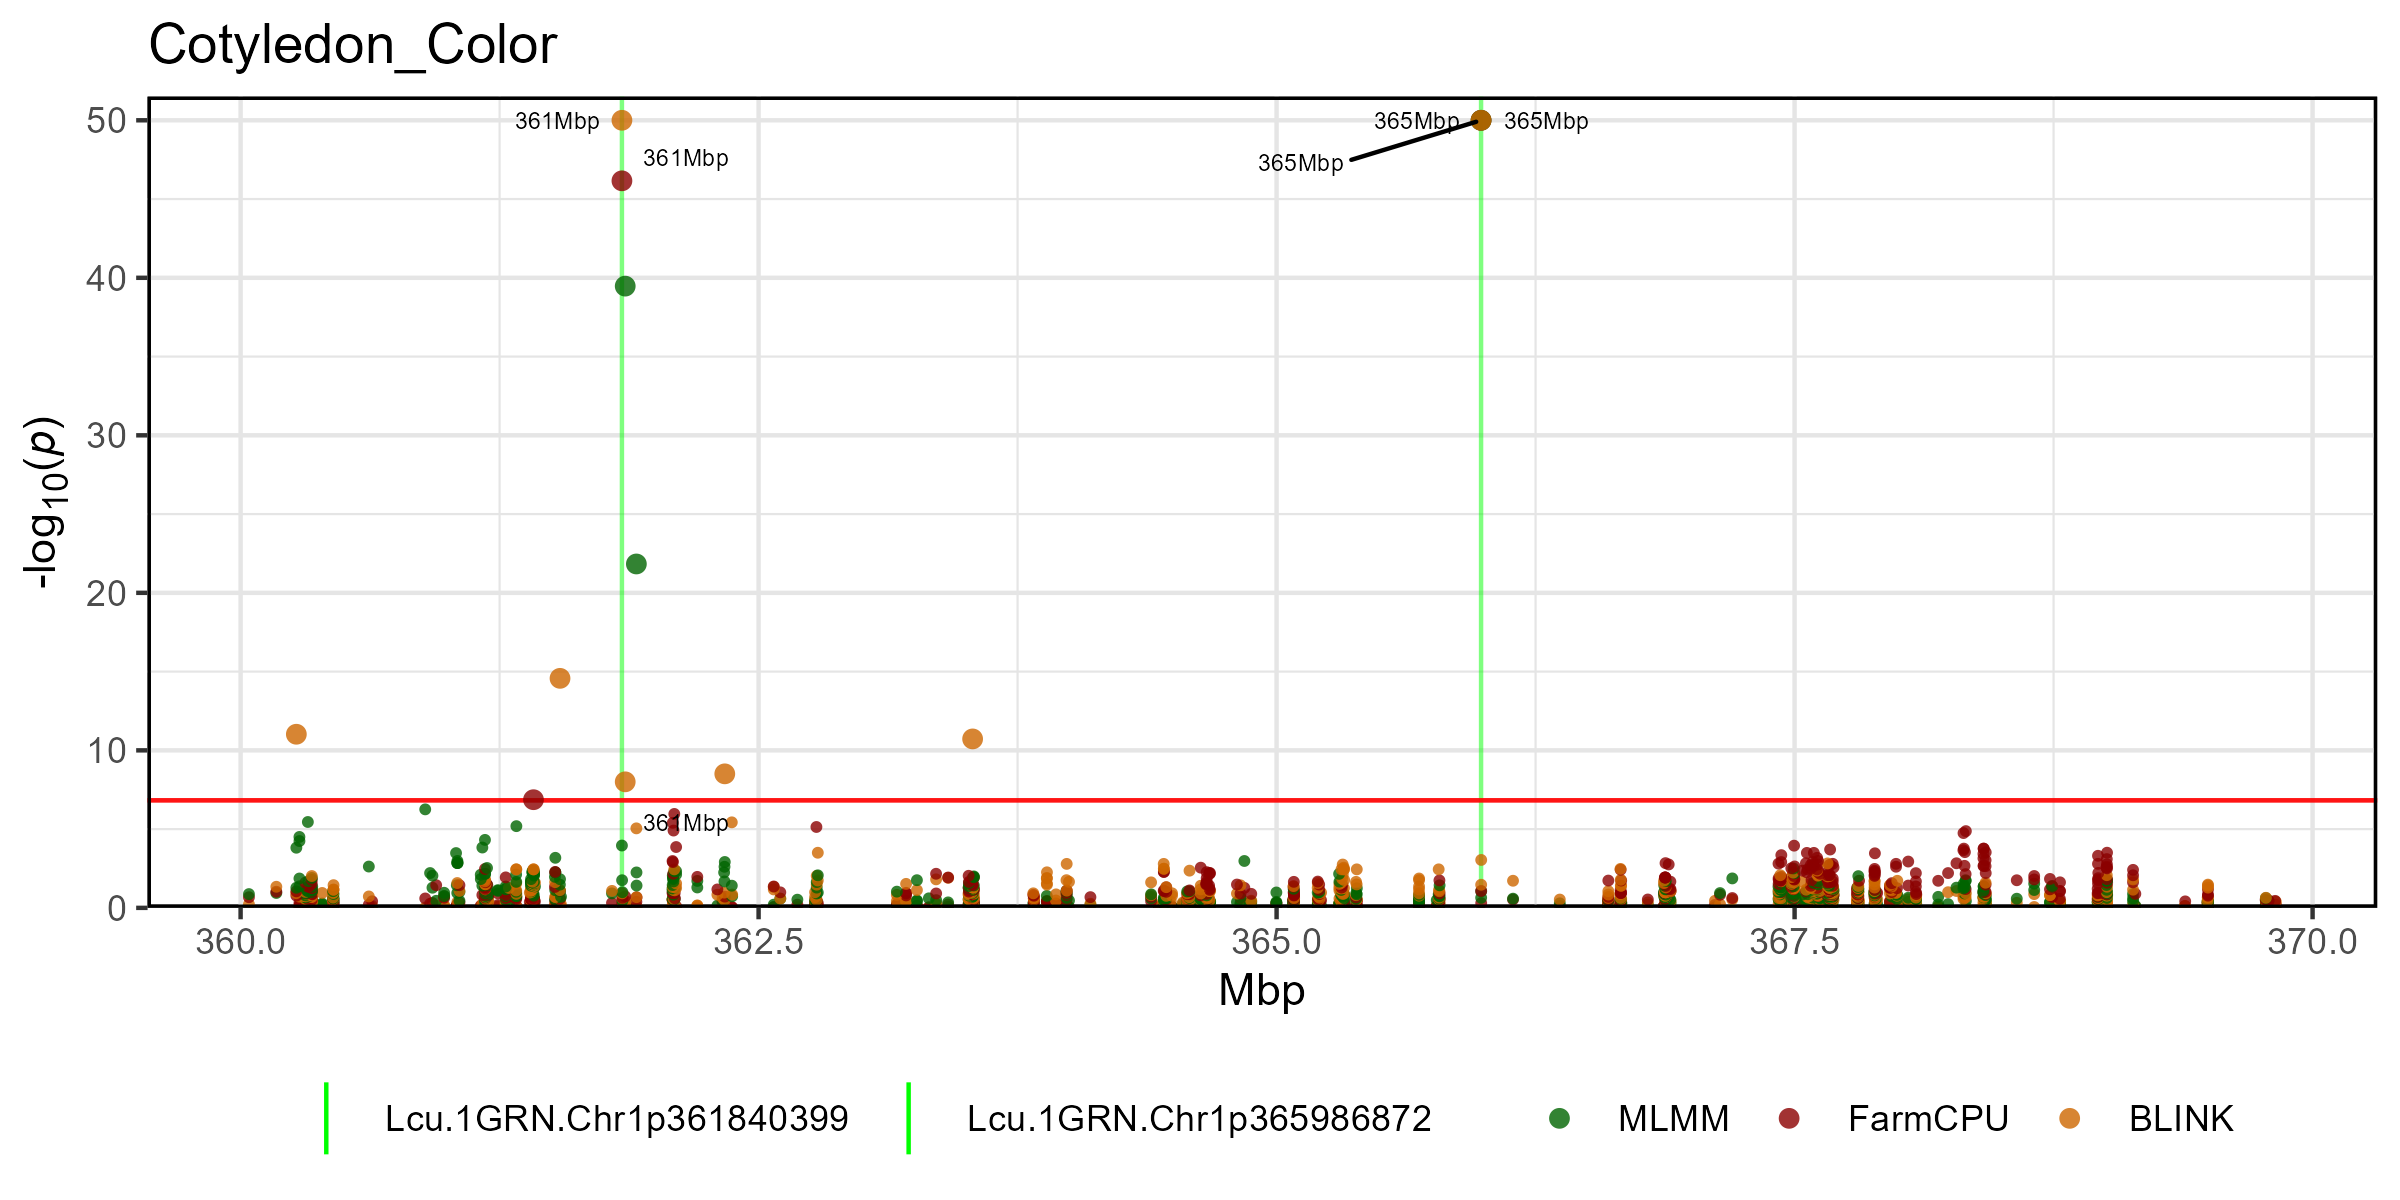 Cotyledon_Color
50
40
30
20
10
0
-log10(p)
361Mbp
361Mbp
361Mbp
365Mbp
365Mbp
365Mbp
360.0 362.5 365.0 367.5 370.0
Mbp
Lcu.1GRN.Chr1p361840399 Lcu.1GRN.Chr1p365986872 MLMM FarmCPU BLINK